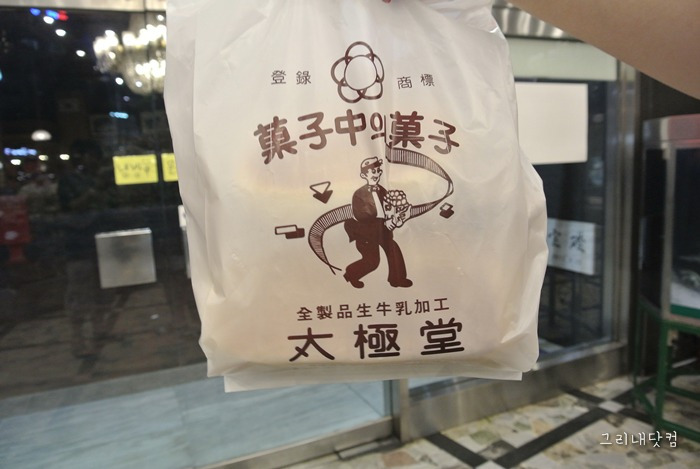 登錄 商標
菓子中의菓子
全製品生牛乳加工
太極堂
그리내닷컴